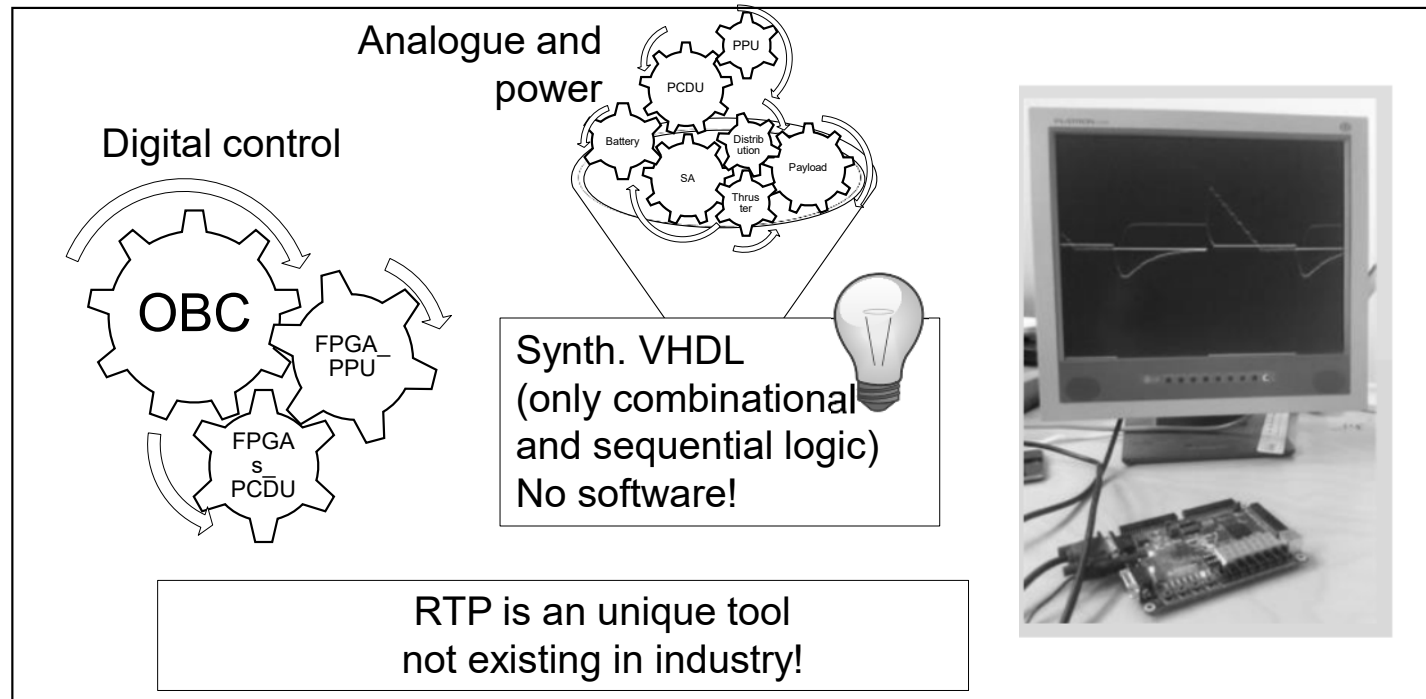 Analogue and
power
PPU
PCDU
Battery
Distrib
ution
SA
Payload
Thrus
ter
Digital control
OBC
FPGA_
PPU
FPGA
s_
PCDU
Synth. VHDL
(only combinational
and sequential logic)
No software!
RTP is an unique tool
not existing in industry!